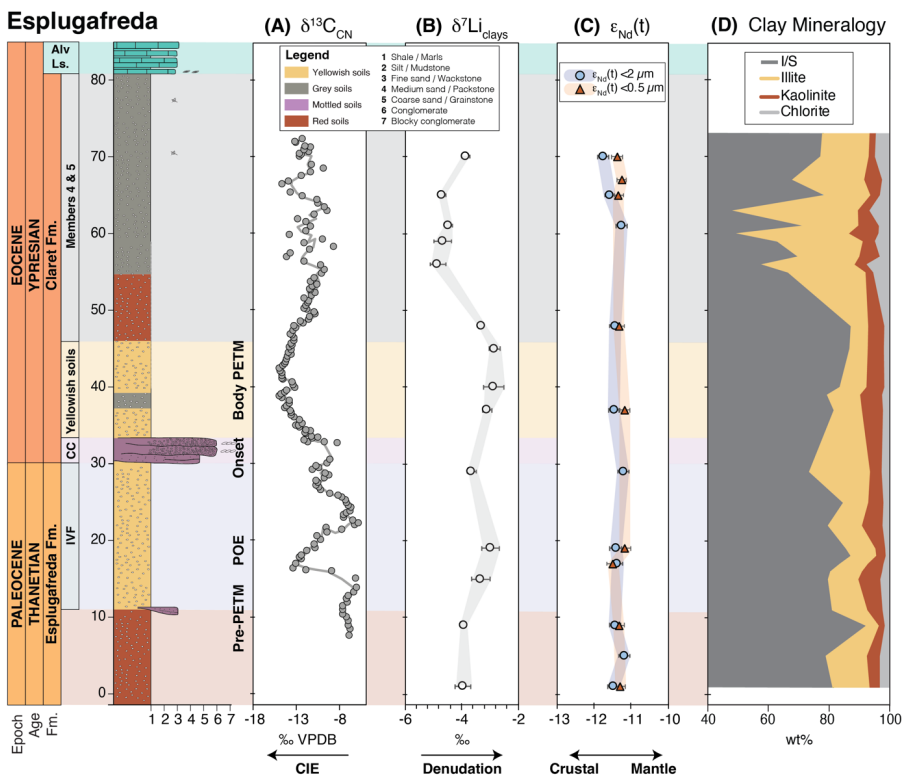 Esplugafreda
(A) δ¹³C_CN
(B) δ⁷Li_clays
(C) ε_Nd(t)
(D) Clay Mineralogy
Legend
Yellowish soils
Grey soils
Mottled soils
Red soils
1 Shale / Marls
2 Silt / Mudstone
3 Fine sand / Wackstone
4 Medium sand / Packstone
5 Coarse sand / Grainstone
6 Conglomerate
7 Blocky conglomerate
ε_Nd(t) <2 μm
ε_Nd(t) <0.5 μm
I/S
Illite
Kaolinite
Chlorite
Alv
Ls.
EOCENE
YPRESIAN
Claret Fm.
Members 4 & 5
Yellowish soils
CC
PALEOCENE
THANETIAN
Esplugafreda Fm.
IVF
Body PETM
Onset
POE
Pre-PETM
80
70
60
50
40
30
20
10
0
Epoch
Age
Fm.
1 2 3 4 5 6 7
-18 -13 -8
‰ VPDB
CIE
-6 -4 -2
‰
Denudation
-13 -12 -11 -10
Crustal Mantle
40 60 80 100
wt%